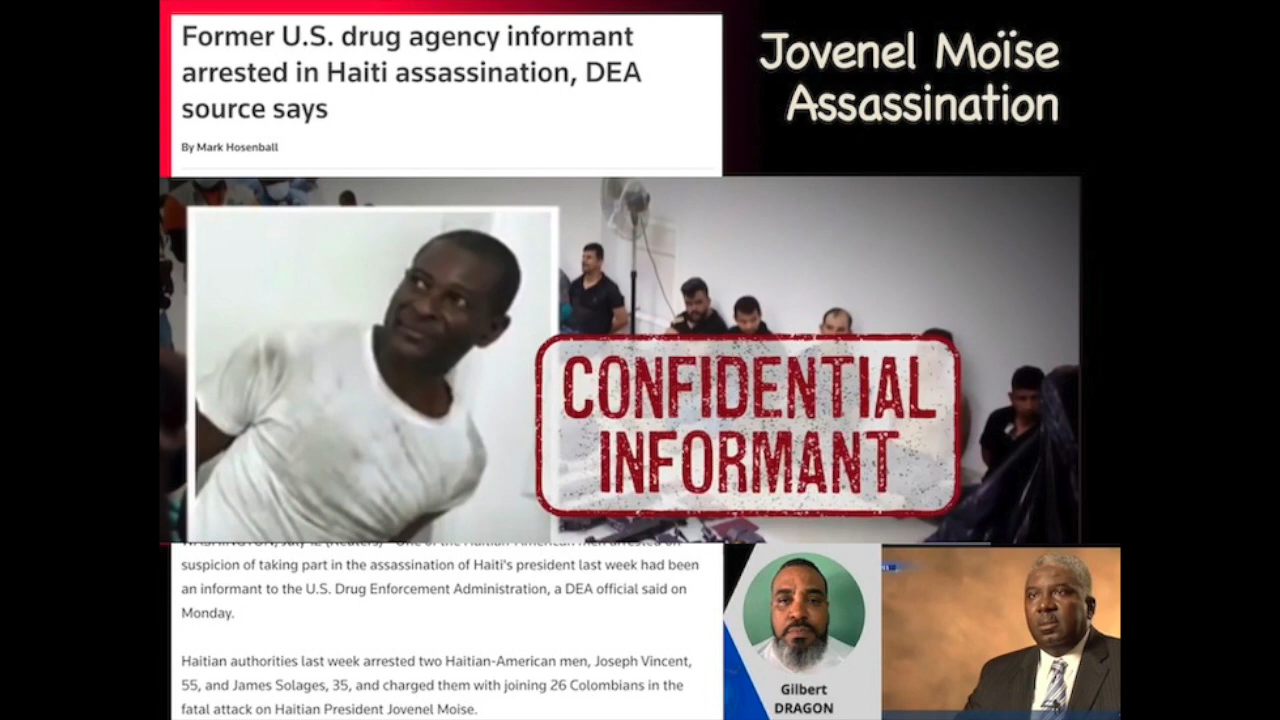 Former U.S. drug agency informant
arrested in Haiti assassination, DEA
source says
By Mark Hosenball
Jovenel Moïse
Assassination
CONFIDENTIAL
INFORMANT
suspicion of taking part in the assassination of Haiti's president last week had been
an informant to the U.S. Drug Enforcement Administration, a DEA official said on
Monday.
Haitian authorities last week arrested two Haitian-American men, Joseph Vincent,
55, and James Solages, 35, and charged them with joining 26 Colombians in the
fatal attack on Haitian President Jovenel Moise.
Gilbert
DRAGON